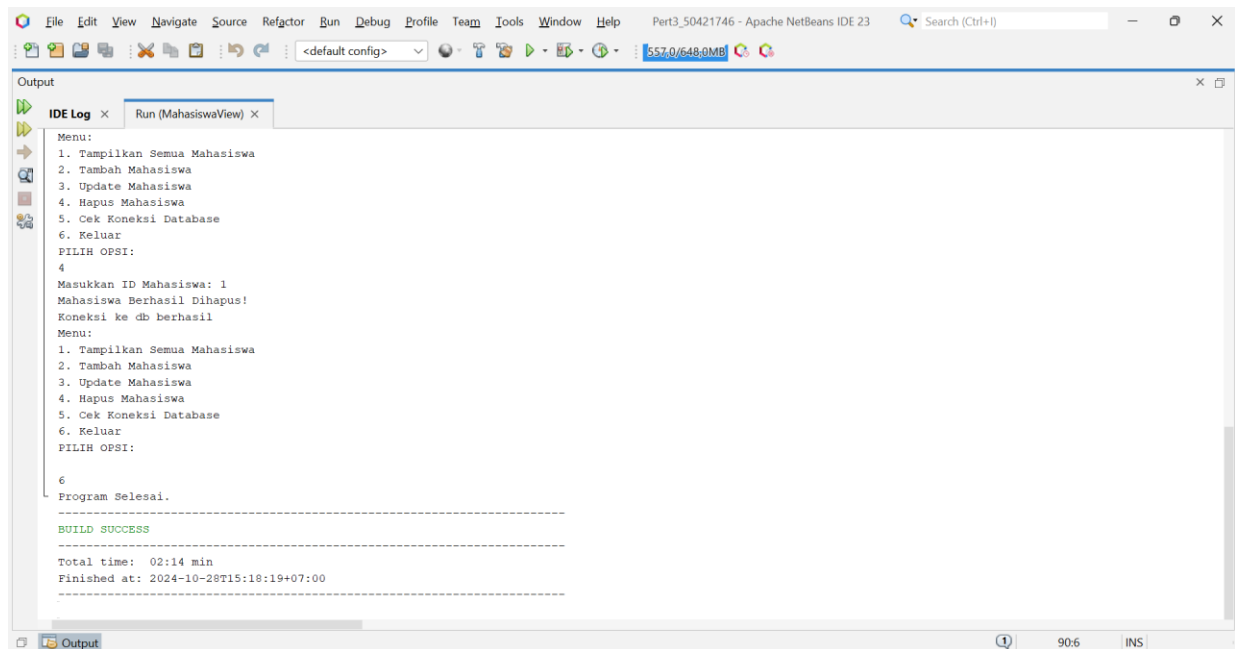 File Edit View Navigate Source Refactor Run Debug Profile Team Tools Window Help Pert3_50421746 - Apache NetBeans IDE 23 Search (Ctrl+I)
<default config> 557,0/648,0MB
Output
IDE Log Run (MahasiswaView)
Menu:
1. Tampilkan Semua Mahasiswa
2. Tambah Mahasiswa
3. Update Mahasiswa
4. Hapus Mahasiswa
5. Cek Koneksi Database
6. Keluar
PILIH OPSI:
4
Masukkan ID Mahasiswa: 1
Mahasiswa Berhasil Dihapus!
Koneksi ke db berhasil
Menu:
1. Tampilkan Semua Mahasiswa
2. Tambah Mahasiswa
3. Update Mahasiswa
4. Hapus Mahasiswa
5. Cek Koneksi Database
6. Keluar
PILIH OPSI:
6
Program Selesai.
------------------------------------------------------------------------
BUILD SUCCESS
------------------------------------------------------------------------
Total time:  02:14 min
Finished at: 2024-10-28T15:18:19+07:00
------------------------------------------------------------------------
Output 1 90:6 INS